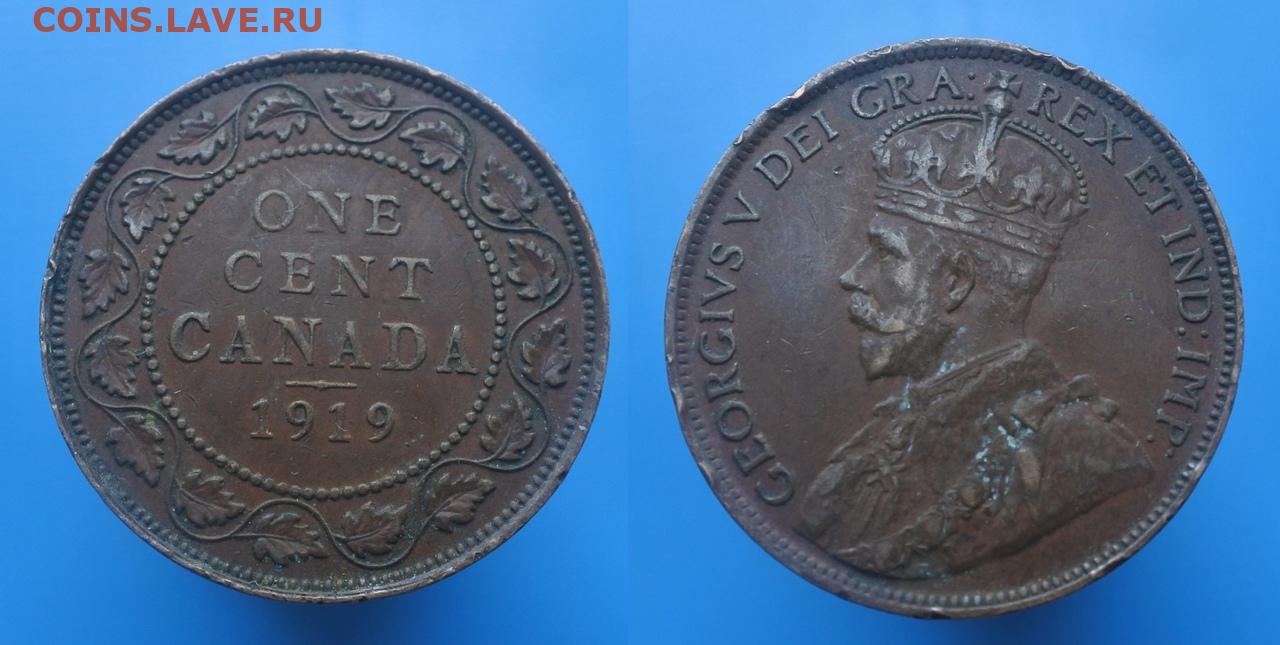 COINS.LAVE.RU
ONE
CENT
CANADA
1919
GEORGIVS V DEI GRA: REX ET IND: IMP: